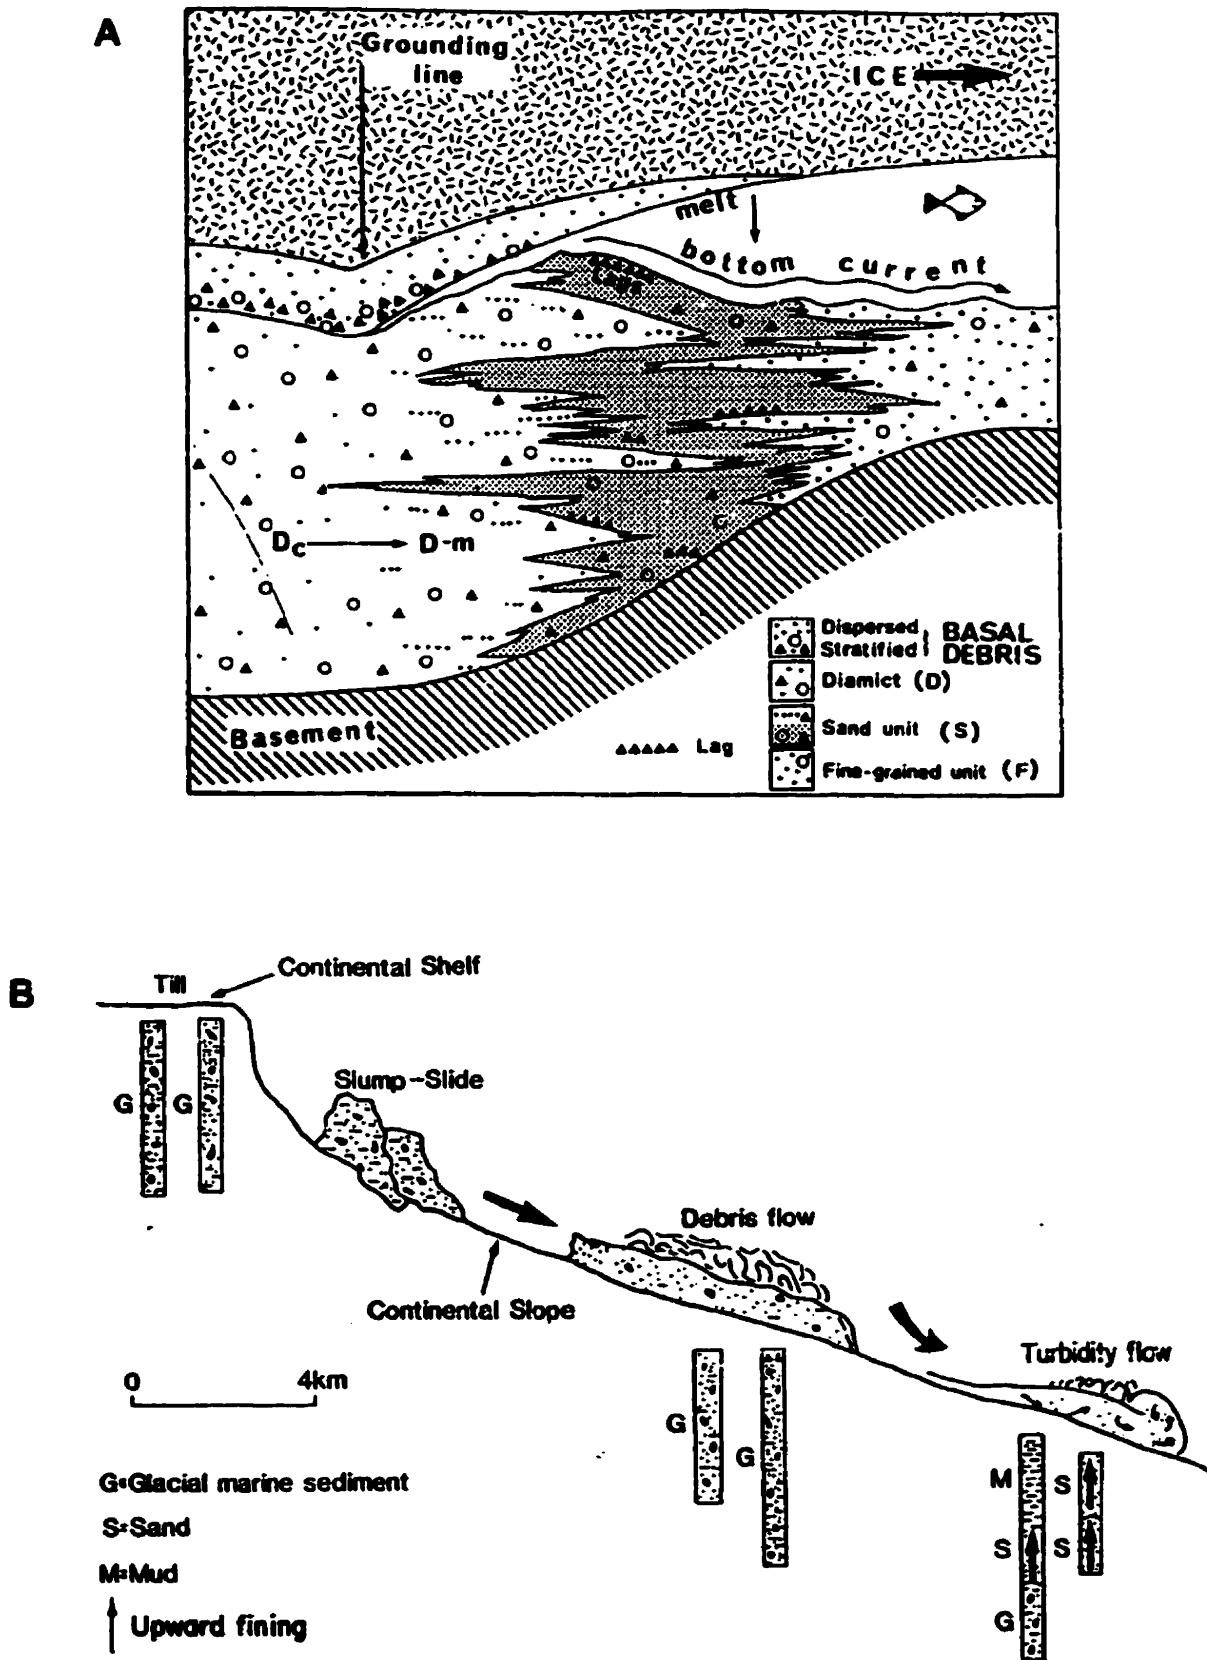 A
Grounding
line
ICE
melt
bottom current
Lags
Dc D-m
Dispersed
Stratified
BASAL
DEBRIS
Diamict (D)
Sand unit (S)
Fine-grained unit (F)
Lag
Basement
B
Till
Continental Shelf
G G
Slump-Slide
Debris flow
Continental Slope
Turbidity flow
0 4km
G
G
M S
S S
G
G=Glacial marine sediment
S=Sand
M=Mud
Upward fining